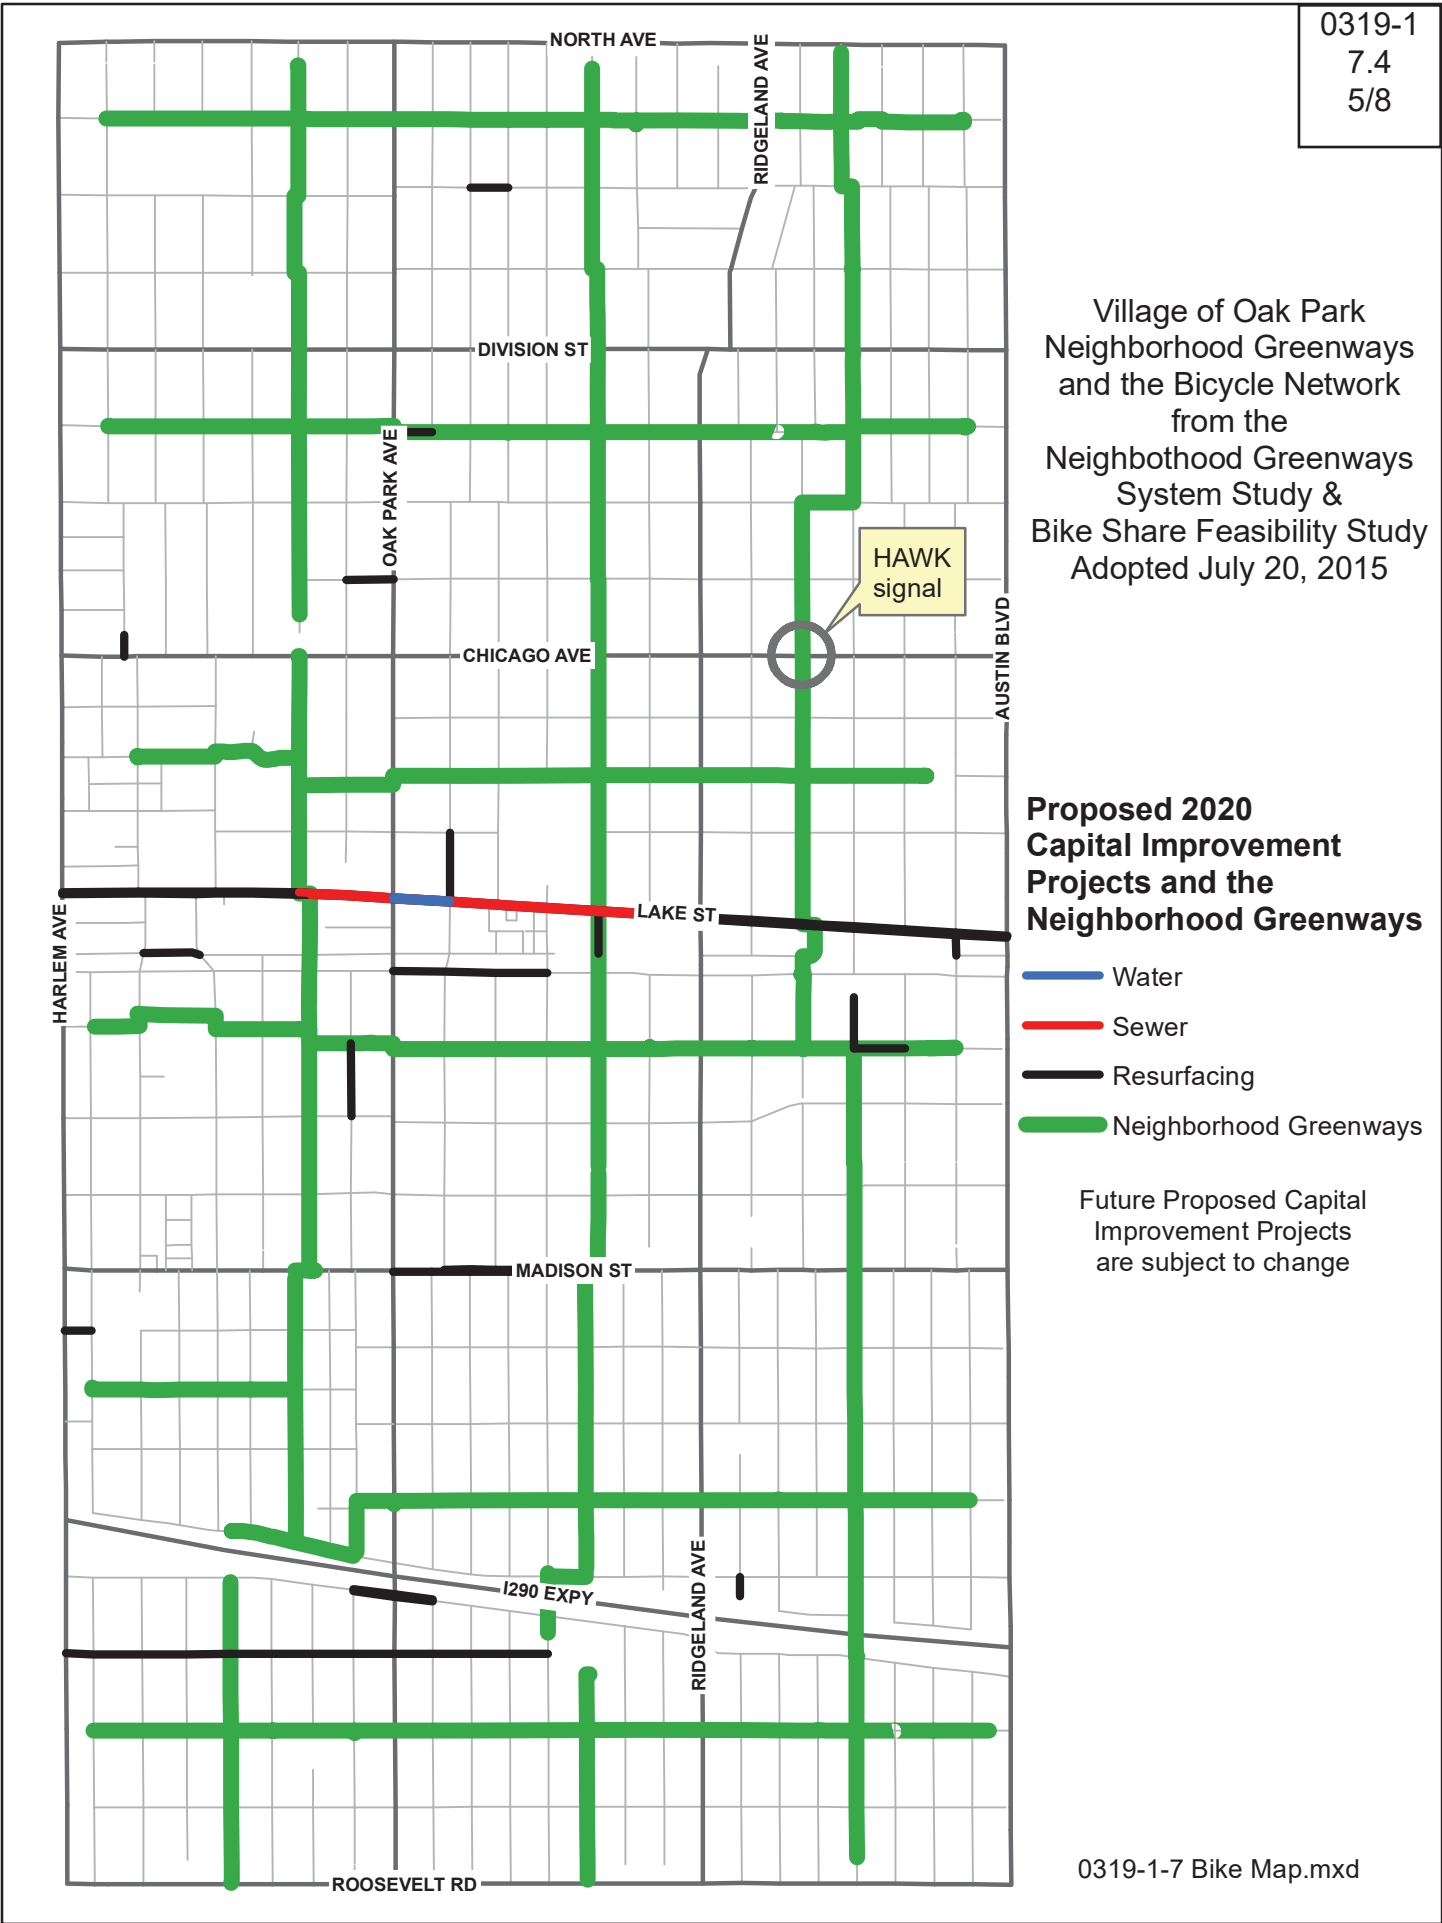 0319-1
7.4
5/8
NORTH AVE
RIDGELAND AVE
DIVISION ST
OAK PARK AVE
HAWK
signal
CHICAGO AVE
AUSTIN BLVD
LAKE ST
HARLEM AVE
MADISON ST
I290 EXPY
RIDGELAND AVE
ROOSEVELT RD
Village of Oak Park
Neighborhood Greenways
and the Bicycle Network
from the
Neighbothood Greenways
System Study &
Bike Share Feasibility Study
Adopted July 20, 2015
Proposed 2020
Capital Improvement
Projects and the
Neighborhood Greenways
Water
Sewer
Resurfacing
Neighborhood Greenways
Future Proposed Capital
Improvement Projects
are subject to change
0319-1-7 Bike Map.mxd